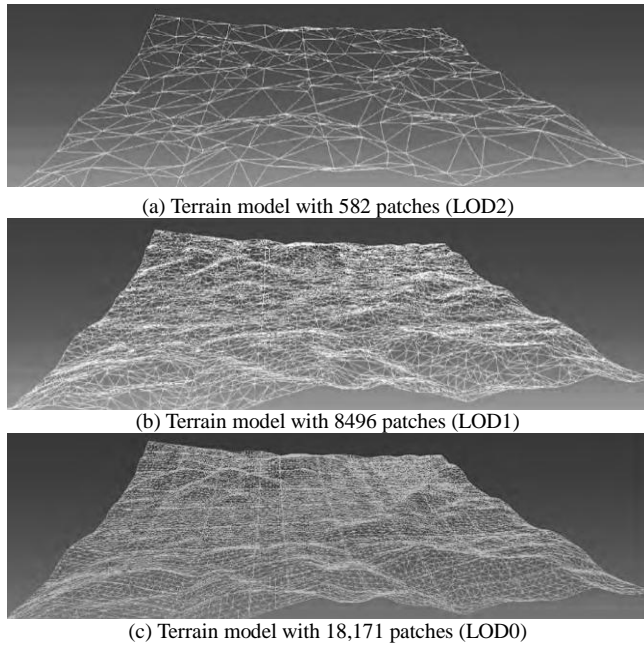 (a) Terrain model with 582 patches (LOD2)
(b) Terrain model with 8496 patches (LOD1)
(c) Terrain model with 18,171 patches (LOD0)